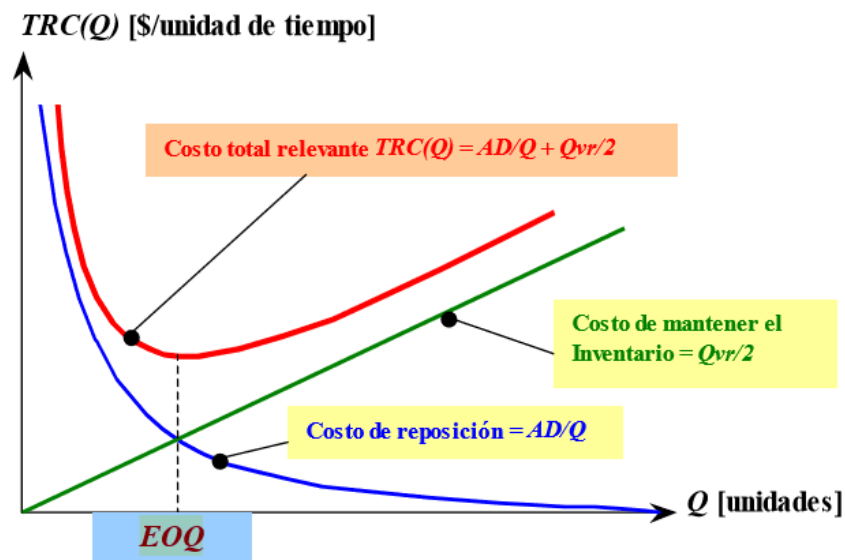 TRC(Q) [$/unidad de tiempo]
Costo total relevante TRC(Q) = AD/Q + Qvr/2
Costo de mantener el
Inventario = Qvr/2
Costo de reposición = AD/Q
Q [unidades]
EOQ